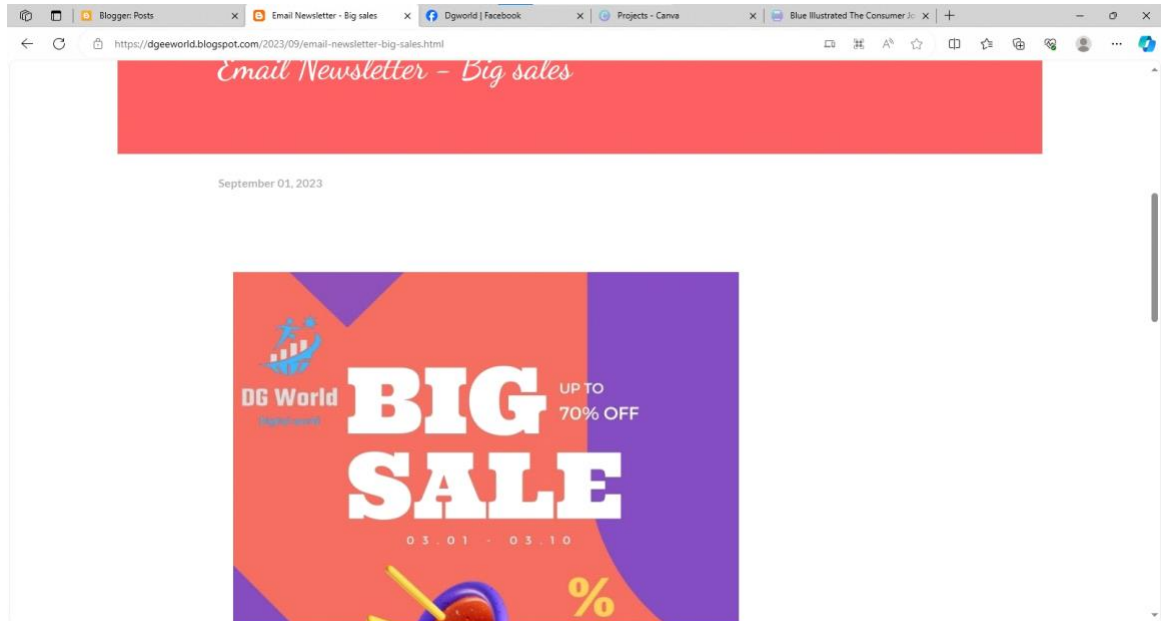 Blogger: Posts
Email Newsletter - Big sales
Dgworld | Facebook
Projects - Canva
Blue Illustrated The Consumer Jo
https://dgeeworld.blogspot.com/2023/09/email-newsletter-big-sales.html
Email Newsletter - Big sales
September 01, 2023
DG World
BIG
UP TO
70% OFF
SALE
03.01 - 03.10
%